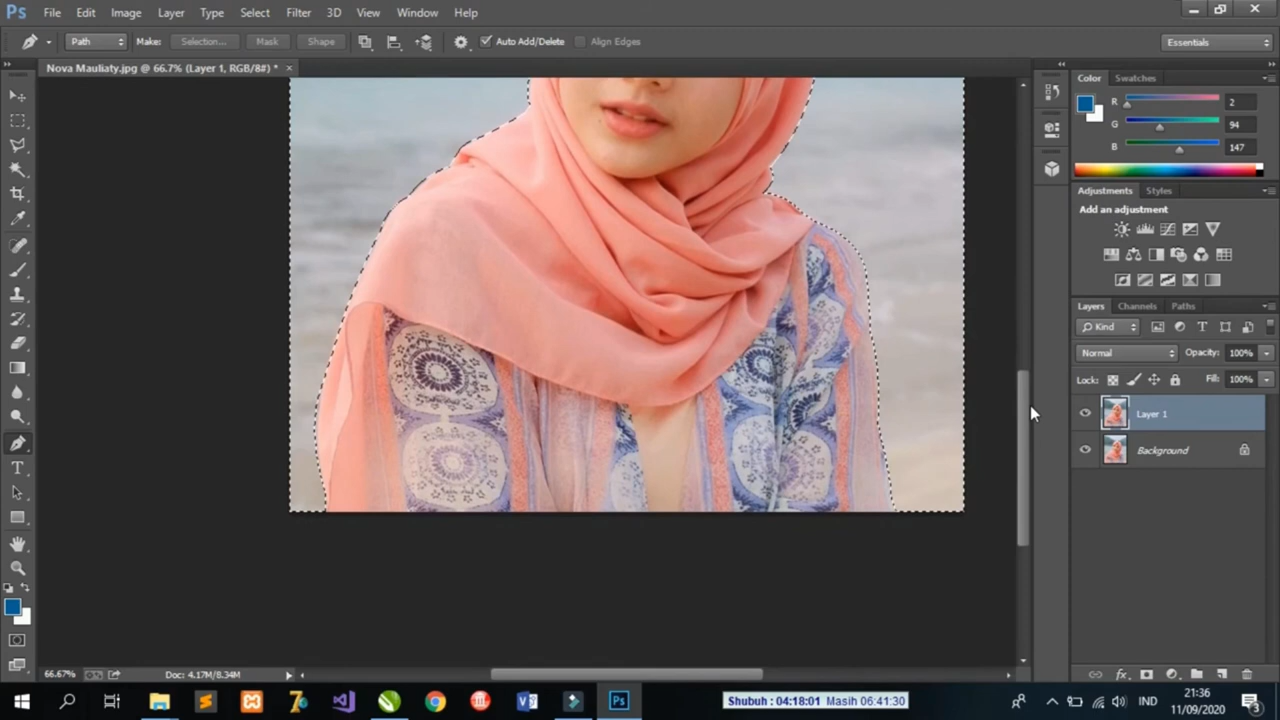 Ps File Edit Image Layer Type Select Filter 3D View Window Help
Path Make: Selection... Mask Shape Auto Add/Delete Align Edges Essentials
Nova Mauliaty.jpg @ 66.7% (Layer 1, RGB/8#) * ×
Color Swatches
R 2
G 94
B 147
Adjustments Styles
Add an adjustment
Layers Channels Paths
Kind
Normal Opacity: 100%
Lock: Fill: 100%
Layer 1
Background
66.67% Doc: 4.17M/8.34M
Shubuh : 04:18:01 Masih 06:41:30
Ps
IND
21:36
11/09/2020
3